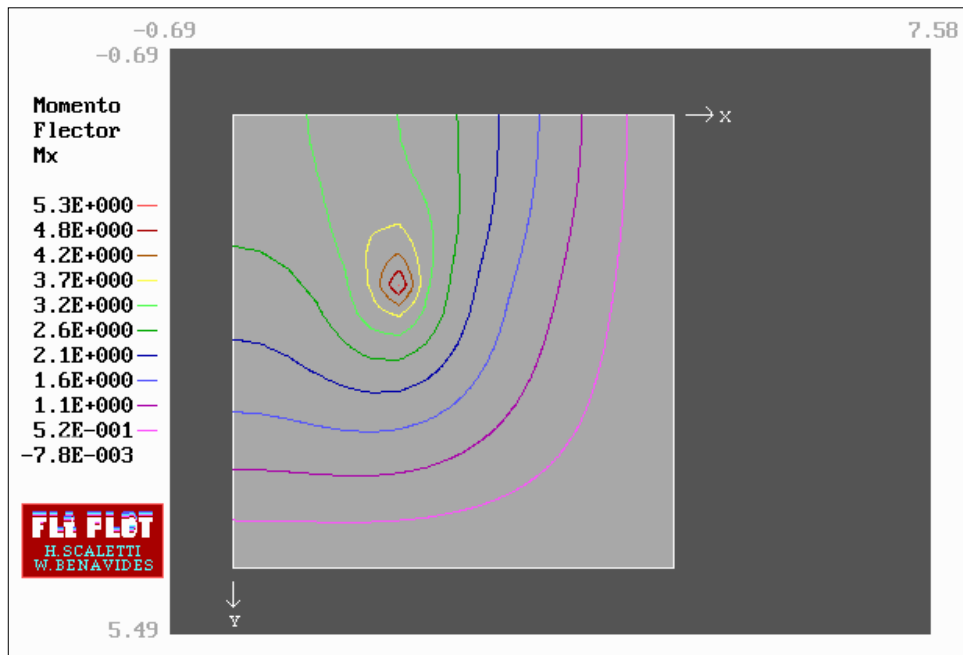 -0.69
7.58
-0.69
Momento
Flector
Mx
5.3E+000
4.8E+000
4.2E+000
3.7E+000
3.2E+000
2.6E+000
2.1E+000
1.6E+000
1.1E+000
5.2E-001
-7.8E-003
X
Y
FLE PLOT
H.SCALETTI
W.BENAVIDES
5.49